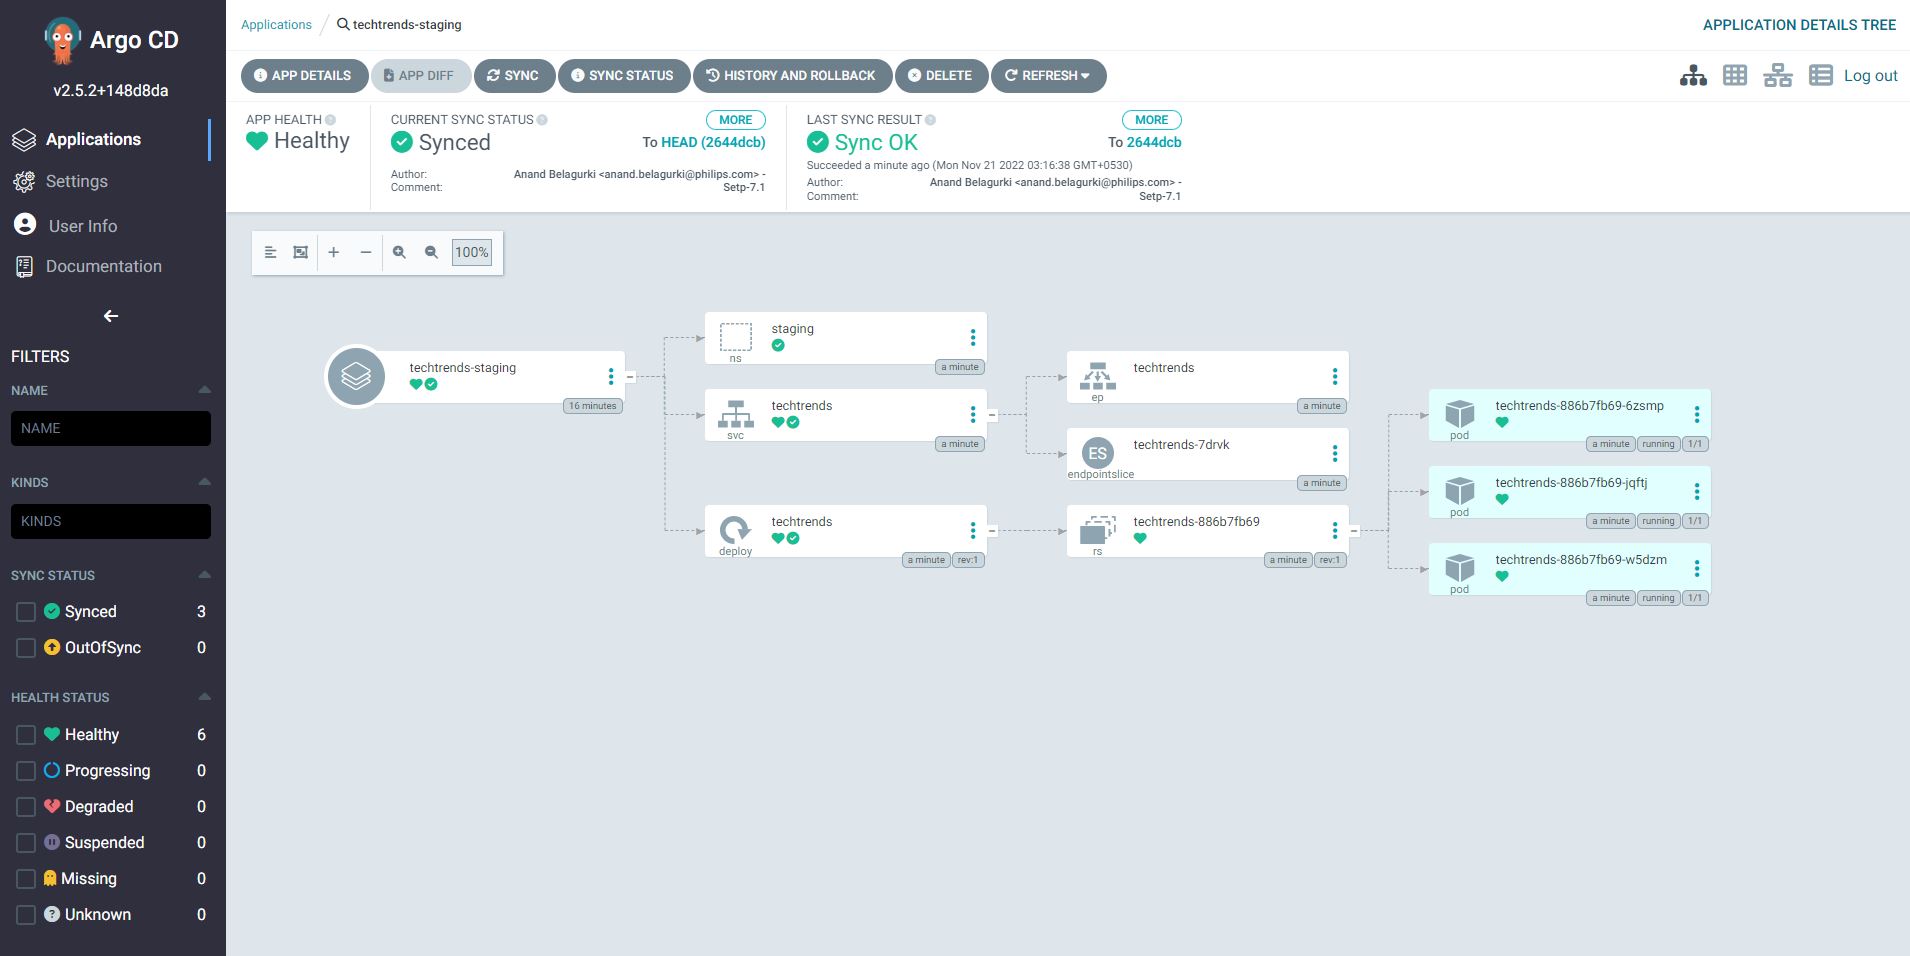 Argo CD
v2.5.2+148d8da
Applications
Settings
User Info
Documentation
FILTERS
NAME
NAME
KINDS
KINDS
SYNC STATUS
Synced 3
OutOfSync 0
HEALTH STATUS
Healthy 6
Progressing 0
Degraded 0
Suspended 0
Missing 0
Unknown 0
Applications / techtrends-staging
APPLICATION DETAILS TREE
APP DETAILS APP DIFF SYNC SYNC STATUS HISTORY AND ROLLBACK DELETE REFRESH
Log out
APP HEALTH
Healthy
CURRENT SYNC STATUS MORE
Synced To HEAD (2644dcb)
Author: Anand Belagurki <anand.belagurki@philips.com> -
Comment: Setp-7.1
LAST SYNC RESULT MORE
Sync OK To 2644dcb
Succeeded a minute ago (Mon Nov 21 2022 03:16:38 GMT+0530)
Author: Anand Belagurki <anand.belagurki@philips.com> -
Comment: Setp-7.1
100%
techtrends-staging
16 minutes
staging
ns
a minute
techtrends
svc
a minute
techtrends
deploy
a minute rev:1
techtrends
ep
a minute
techtrends-7drvk
ES
endpointslice
a minute
techtrends-886b7fb69
rs
a minute rev:1
techtrends-886b7fb69-6zsmp
pod
a minute running 1/1
techtrends-886b7fb69-jqftj
pod
a minute running 1/1
techtrends-886b7fb69-w5dzm
pod
a minute running 1/1